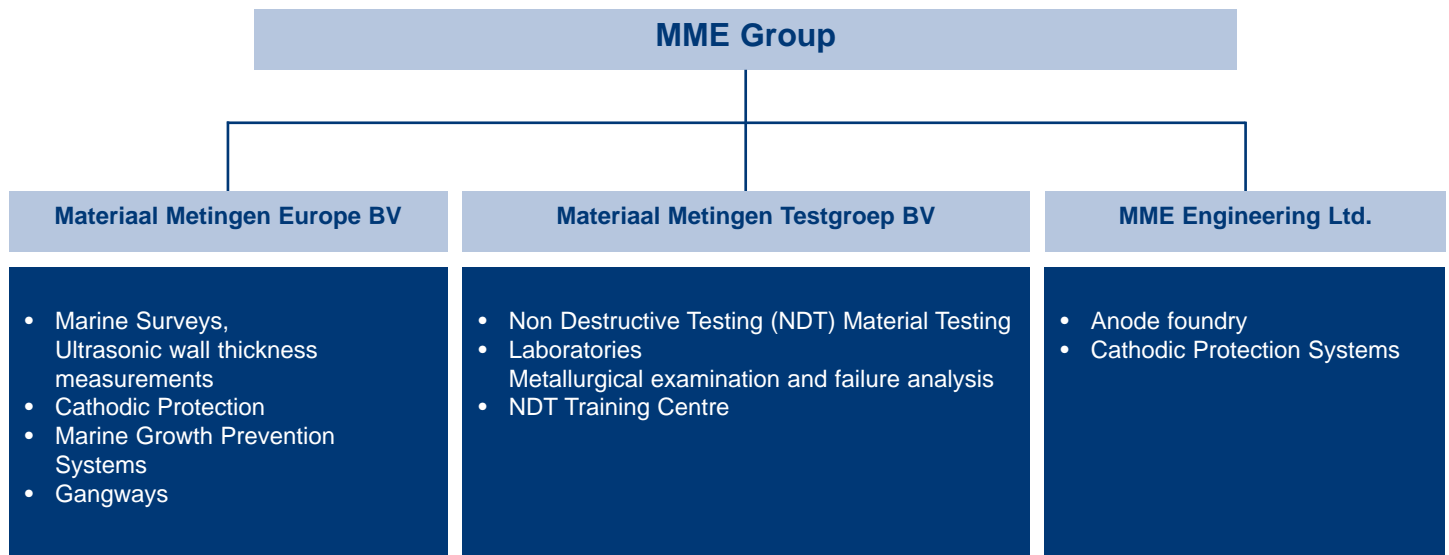 MME Group
Materiaal Metingen Europe BV
• Marine Surveys,
Ultrasonic wall thickness
measurements
• Cathodic Protection
• Marine Growth Prevention
Systems
• Gangways
Materiaal Metingen Testgroep BV
• Non Destructive Testing (NDT) Material Testing
• Laboratories
Metallurgical examination and failure analysis
• NDT Training Centre
MME Engineering Ltd.
• Anode foundry
• Cathodic Protection Systems